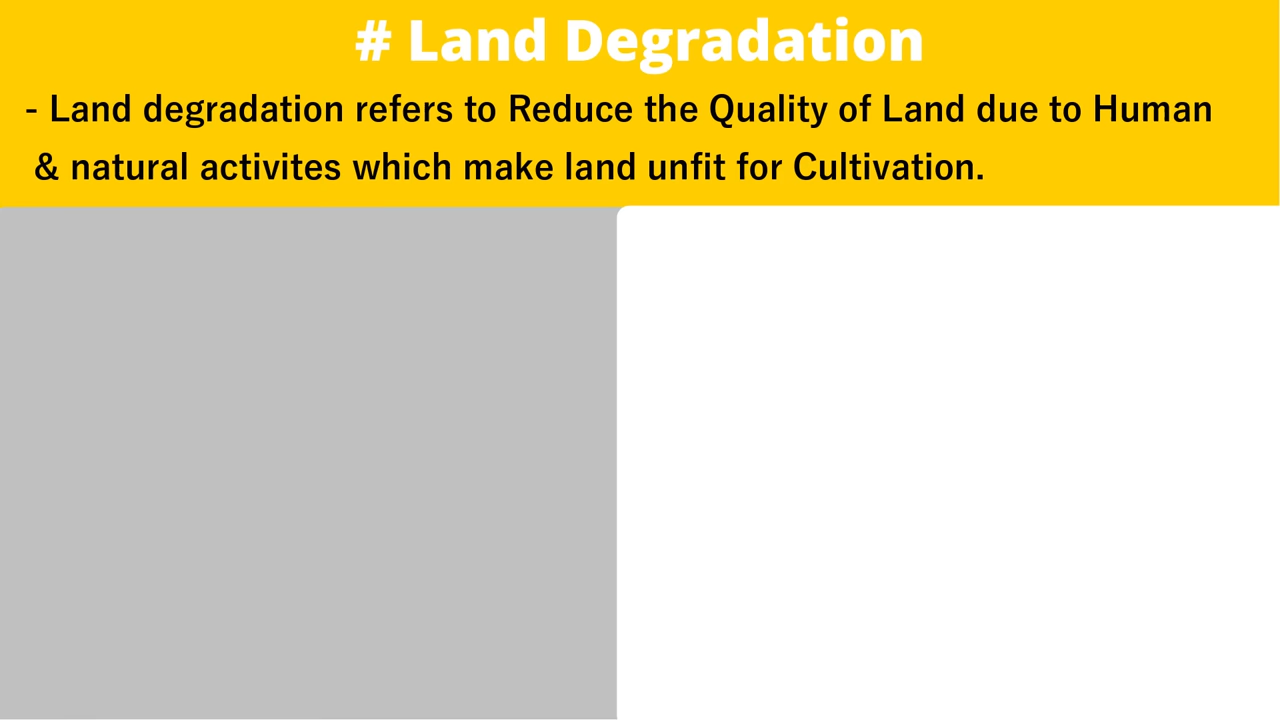 # Land Degradation
- Land degradation refers to Reduce the Quality of Land due to Human
& natural activites which make land unfit for Cultivation.